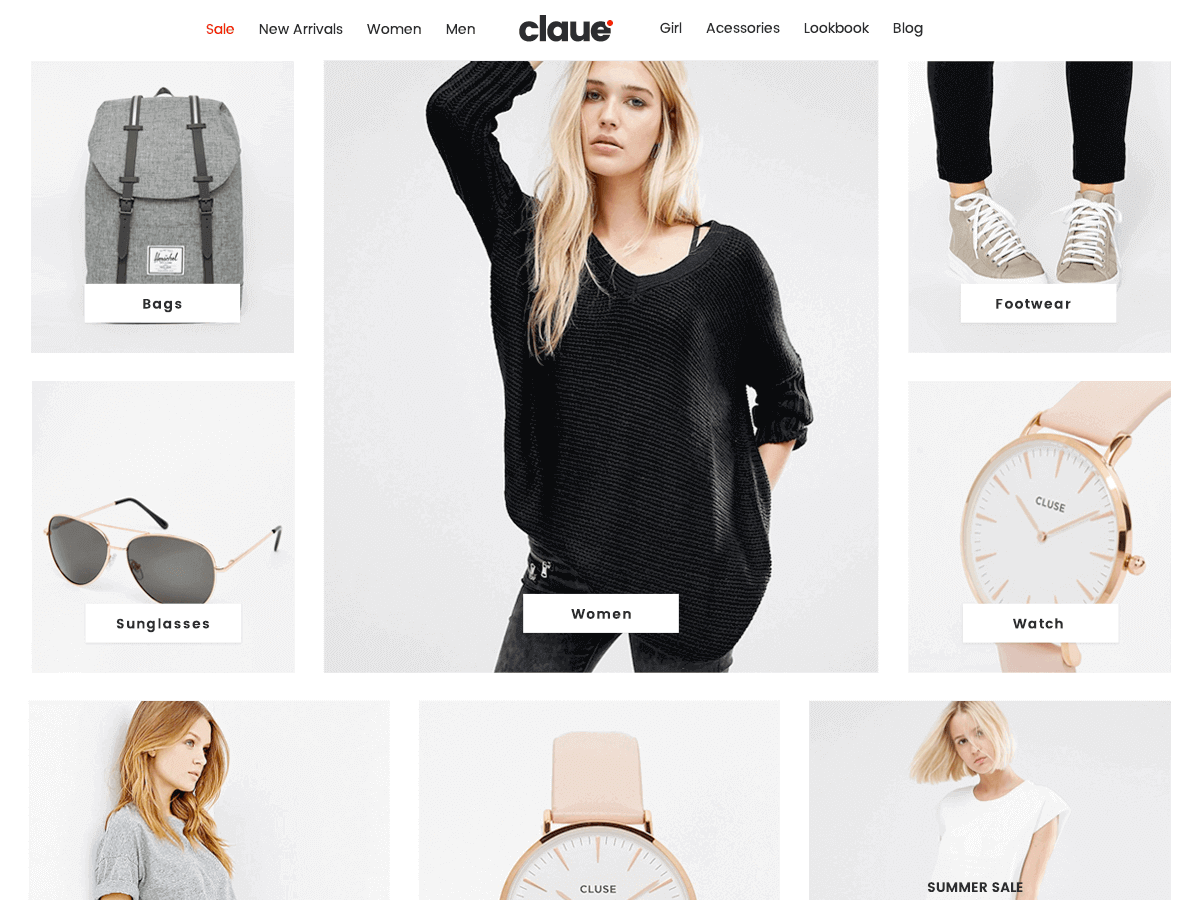 Sale New Arrivals Women Men claue Girl Acessories Lookbook Blog
Herschel
Bags
Footwear
CLUSE
Sunglasses
Women
Watch
CLUSE
SUMMER SALE